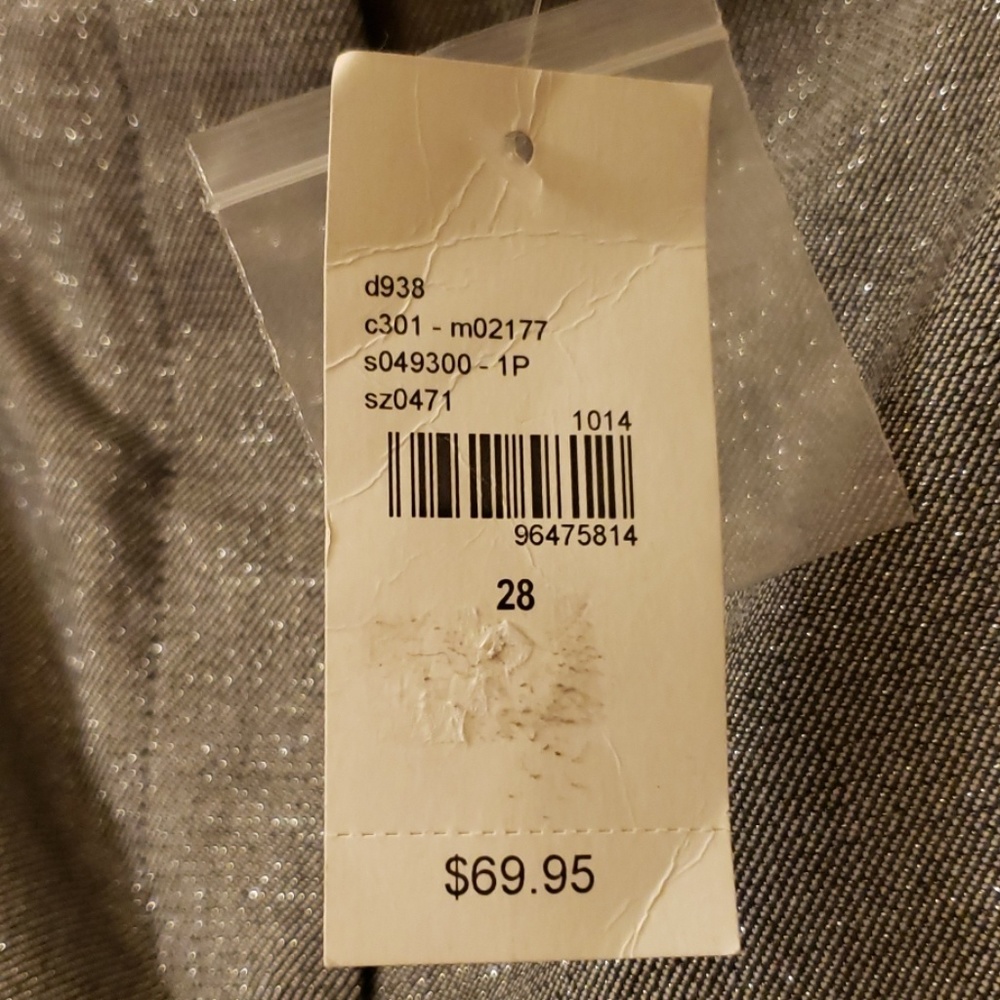 d938
c301 - m02177
s049300 - 1P
sz0471
1014
96475814
28
$69.95